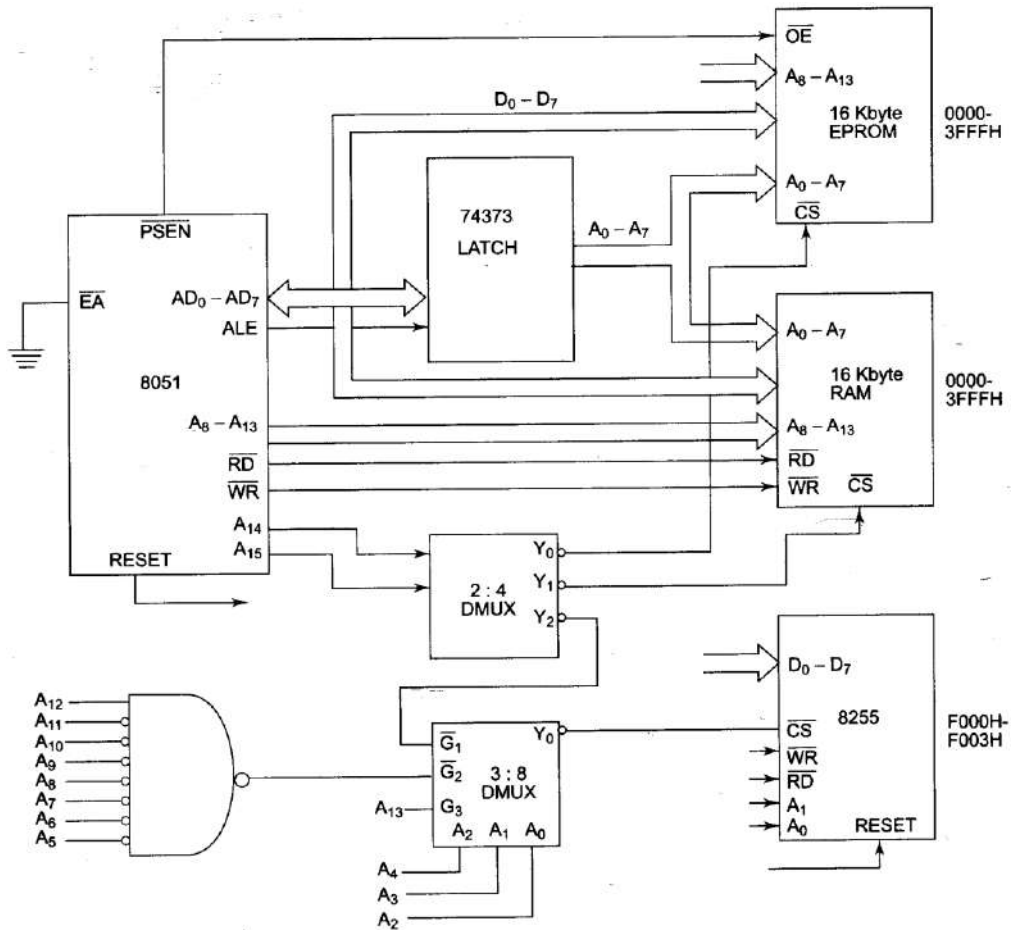 OE
A8 – A13
D0 – D7
16 Kbyte
EPROM
0000-
3FFFH
A0 – A7
CS
74373
LATCH
A0 – A7
PSEN
EA
AD0 – AD7
ALE
8051
A8 – A13
RD
WR
A14
A15
RESET
A0 – A7
16 Kbyte
RAM
0000-
3FFFH
A8 – A13
RD
WR
CS
Y0
Y1
Y2
2 : 4
DMUX
D0 – D7
8255
CS
WR
RD
A1
A0
RESET
F000H-
F003H
A12
A11
A10
A9
A8
A7
A6
A5
G1
G2
A13
G3
Y0
3 : 8
DMUX
A2 A1 A0
A4
A3
A2